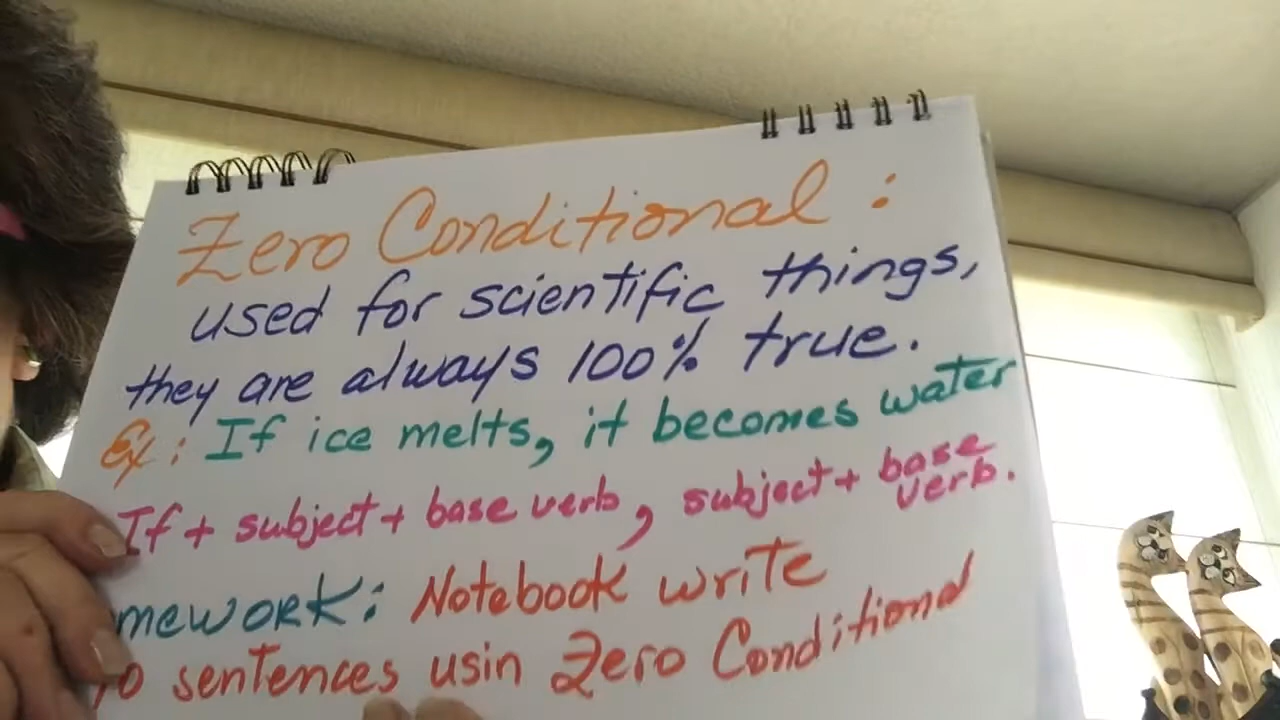 Zero Conditional:
used for scientific things,
they are always 100% true.
Ex: If ice melts, it becomes water
If + subject + base verb, subject + base verb.
mework: Notebook write
10 sentences usin Zero Conditional